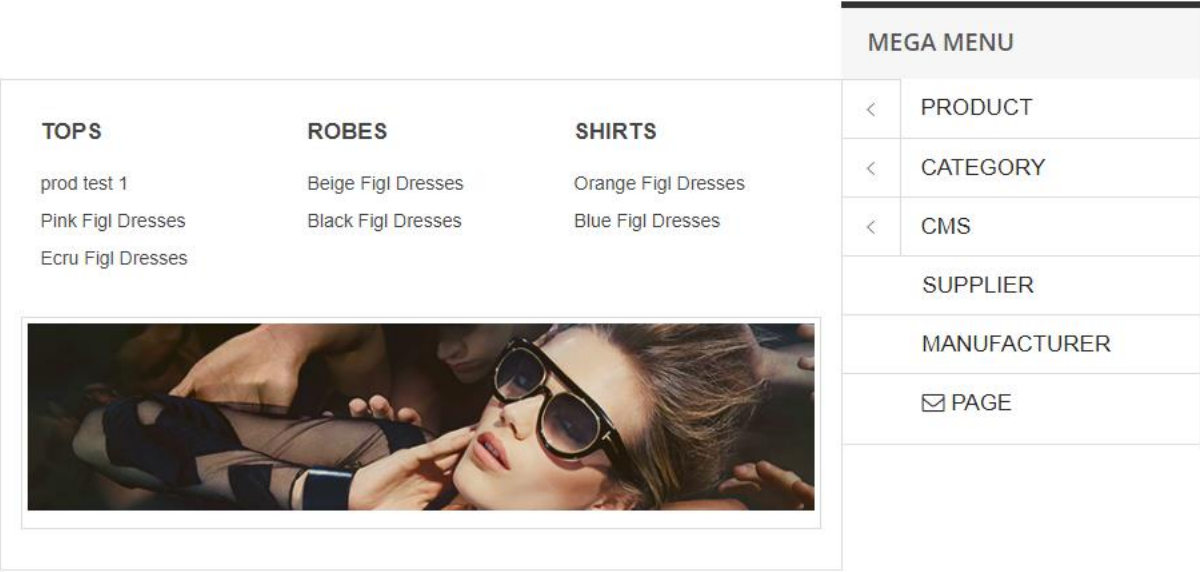 MEGA MENU
TOPS
prod test 1
Pink Figl Dresses
Ecru Figl Dresses
ROBES
Beige Figl Dresses
Black Figl Dresses
SHIRTS
Orange Figl Dresses
Blue Figl Dresses
PRODUCT
CATEGORY
CMS
SUPPLIER
MANUFACTURER
PAGE